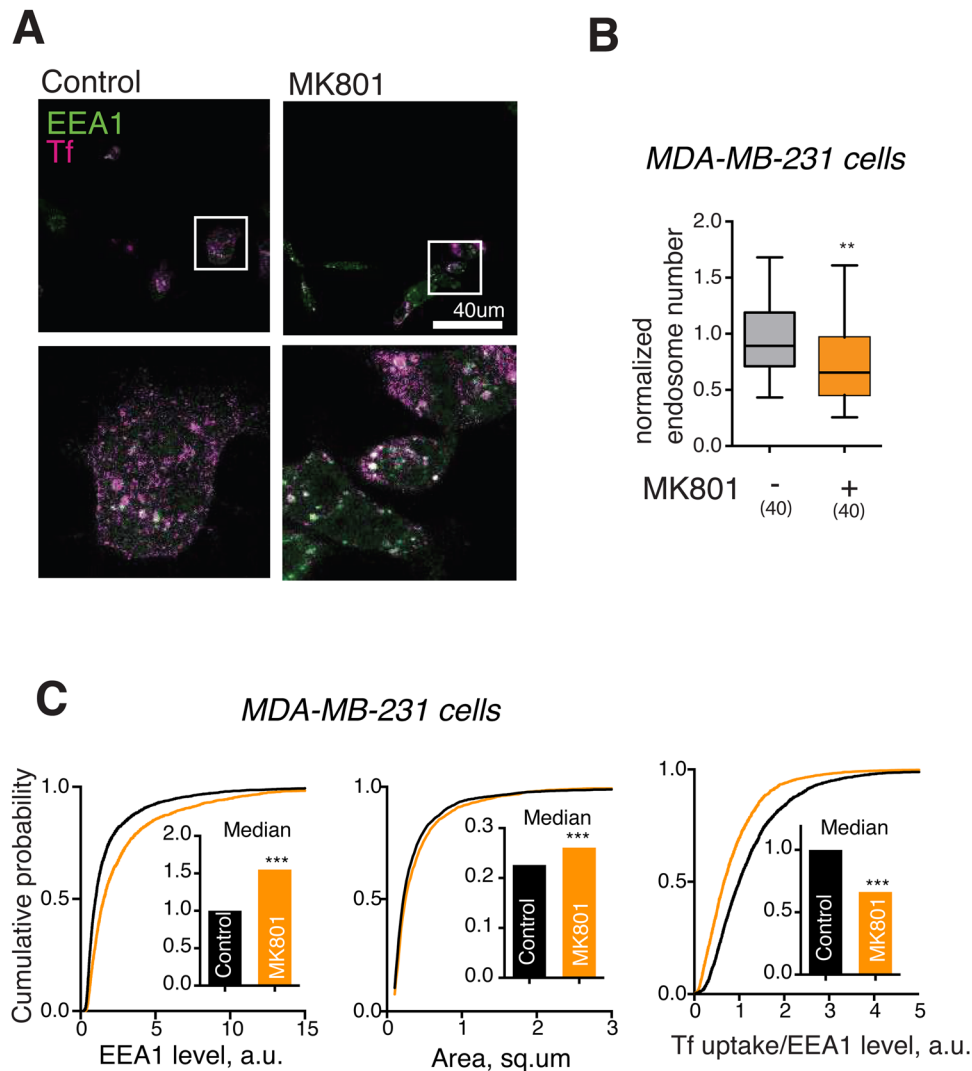 A
Control
MK801
EEA1
Tf
40um
B
MDA-MB-231 cells
normalized
endosome number
2.0
1.5
1.0
0.5
0.0
**
MK801
-
+
(40)
(40)
C
MDA-MB-231 cells
Cumulative probability
1.0
0.5
0.0
0
5
10
15
EEA1 level, a.u.
Median
2.0
1.5
1.0
0.5
0.0
***
Control
MK801
1.0
0.5
0.0
0
1
2
3
Area, sq.um
Median
0.3
0.2
0.1
0.0
***
Control
MK801
1.0
0.5
0.0
0
1
2
3
4
5
Tf uptake/EEA1 level, a.u.
Median
1.0
0.5
0.0
***
Control
MK801